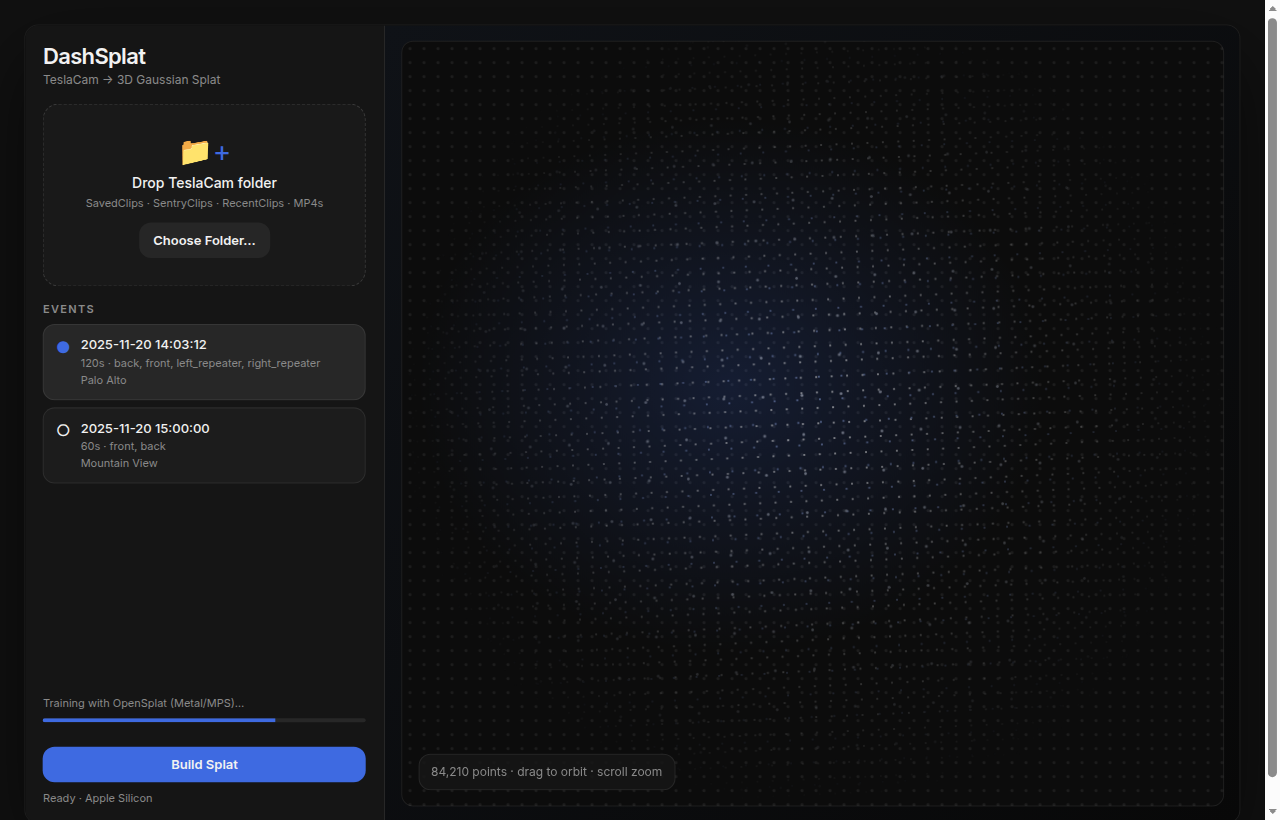 DashSplat
TeslaCam → 3D Gaussian Splat
Drop TeslaCam folder
SavedClips · SentryClips · RecentClips · MP4s
Choose Folder...
EVENTS
2025-11-20 14:03:12
120s · back, front, left_repeater, right_repeater
Palo Alto
2025-11-20 15:00:00
60s · front, back
Mountain View
Training with OpenSplat (Metal/MPS)...
Build Splat
Ready · Apple Silicon
84,210 points · drag to orbit · scroll zoom